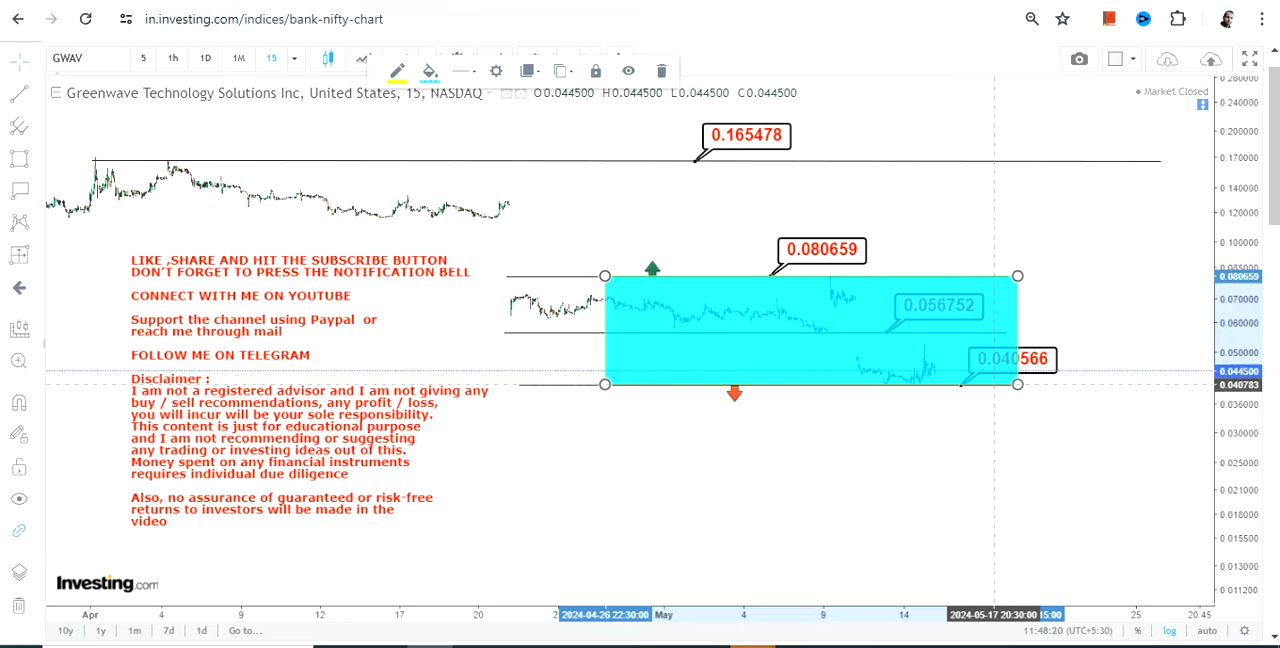 in.investing.com/indices/bank-nifty-chart
GWAV 5 1h 1D 1M 15
Greenwave Technology Solutions Inc, United States, 15, NASDAQ O0.044500 H0.044500 L0.044500 C0.044500
Market Closed
0.280000
0.240000
0.200000
0.170000
0.140000
0.120000
0.100000
0.085000
0.080659
0.070000
0.060000
0.050000
0.044500
0.040783
0.036000
0.030000
0.025000
0.021000
0.018000
0.015500
0.013000
0.011200
0.165478
0.080659
0.056752
0.040566
LIKE ,SHARE AND HIT THE SUBSCRIBE BUTTON
DON'T FORGET TO PRESS THE NOTIFICATION BELL
CONNECT WITH ME ON YOUTUBE
Support the channel using Paypal or
reach me through mail
FOLLOW ME ON TELEGRAM
Disclaimer :
I am not a registered advisor and I am not giving any
buy / sell recommendations, any profit / loss,
you will incur will be your sole responsibility.
This content is just for educational purpose
and I am not recommending or suggesting
any trading or investing ideas out of this.
Money spent on any financial instruments
requires individual due diligence
Also, no assurance of guaranteed or risk-free
returns to investors will be made in the
video
Investing.com
Apr 4 9 12 17 20 2024-04-26 22:30:00 May 4 9 14 2024-05-17 20:30:00 15:00 25 20:45
10y 1y 1m 7d 1d Go to... 11:48:20 (UTC+5:30) % log auto